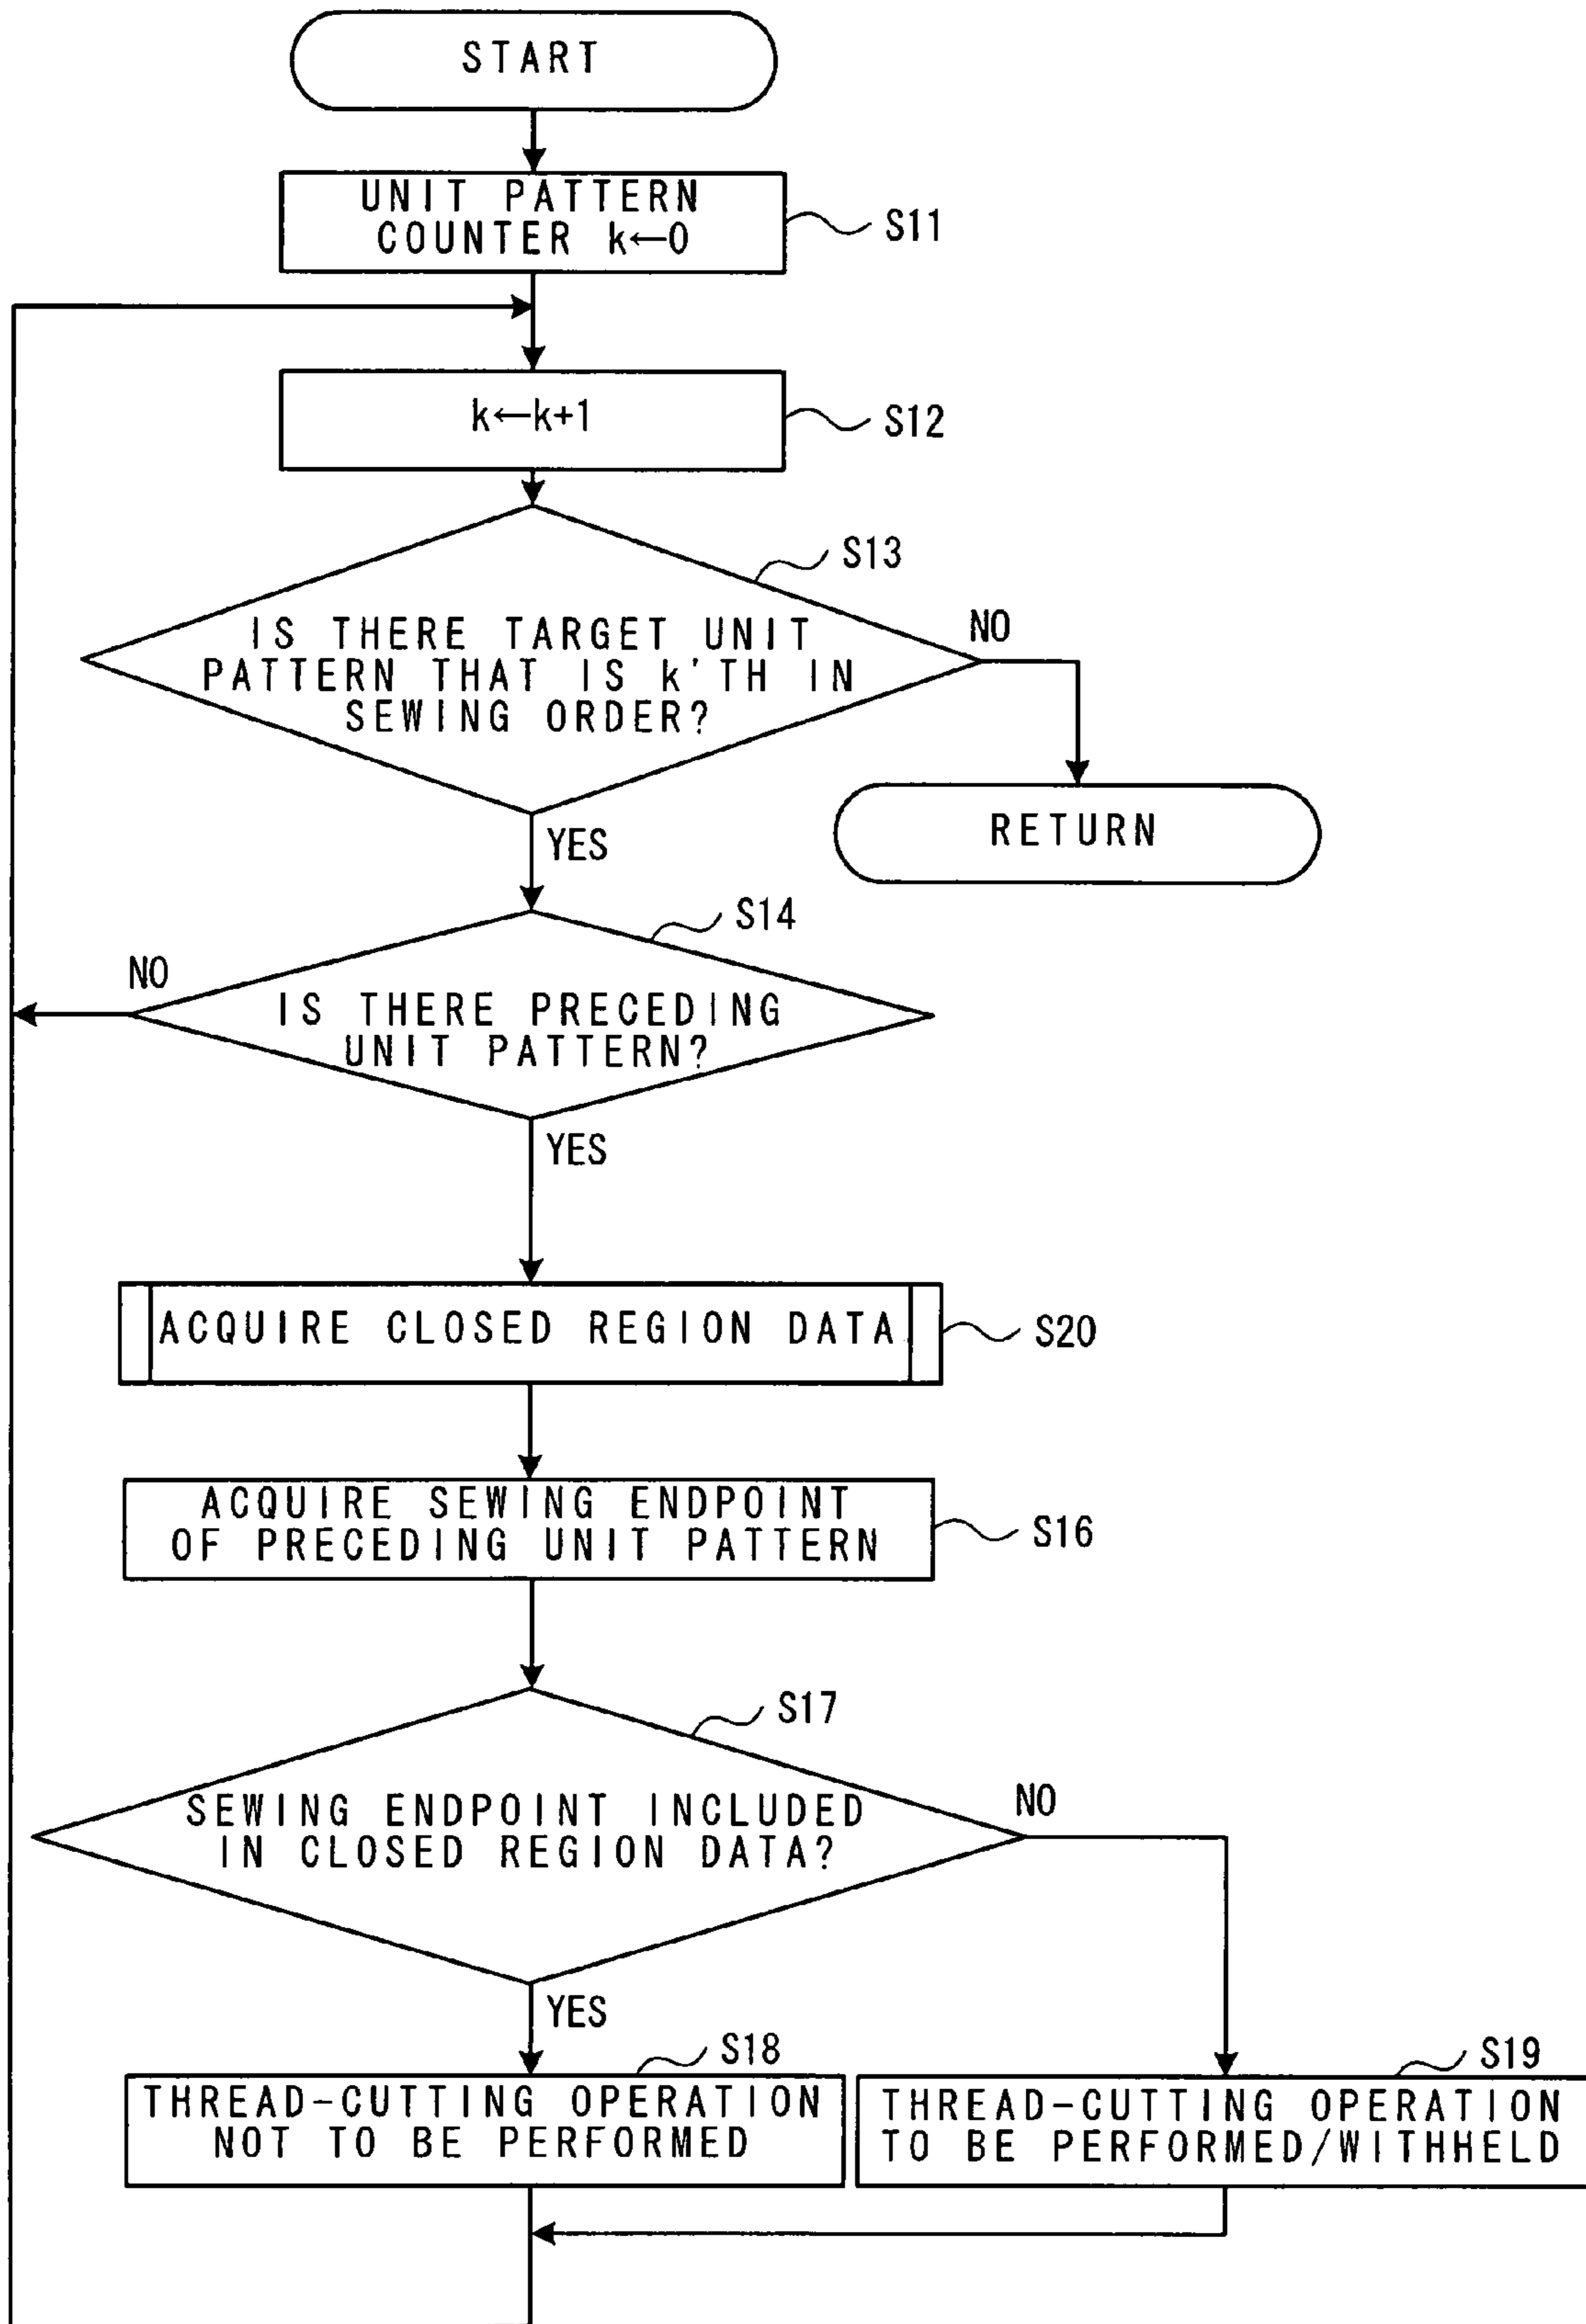 START
UNIT PATTERN
COUNTER k←0
S11
k←k+1
S12
S13
IS THERE TARGET UNIT
PATTERN THAT IS k'TH IN
SEWING ORDER?
NO
RETURN
YES
S14
NO
IS THERE PRECEDING
UNIT PATTERN?
YES
ACQUIRE CLOSED REGION DATA
S20
ACQUIRE SEWING ENDPOINT
OF PRECEDING UNIT PATTERN
S16
S17
SEWING ENDPOINT INCLUDED
IN CLOSED REGION DATA?
NO
YES
S18
THREAD-CUTTING OPERATION
NOT TO BE PERFORMED
S19
THREAD-CUTTING OPERATION
TO BE PERFORMED/WITHHELD